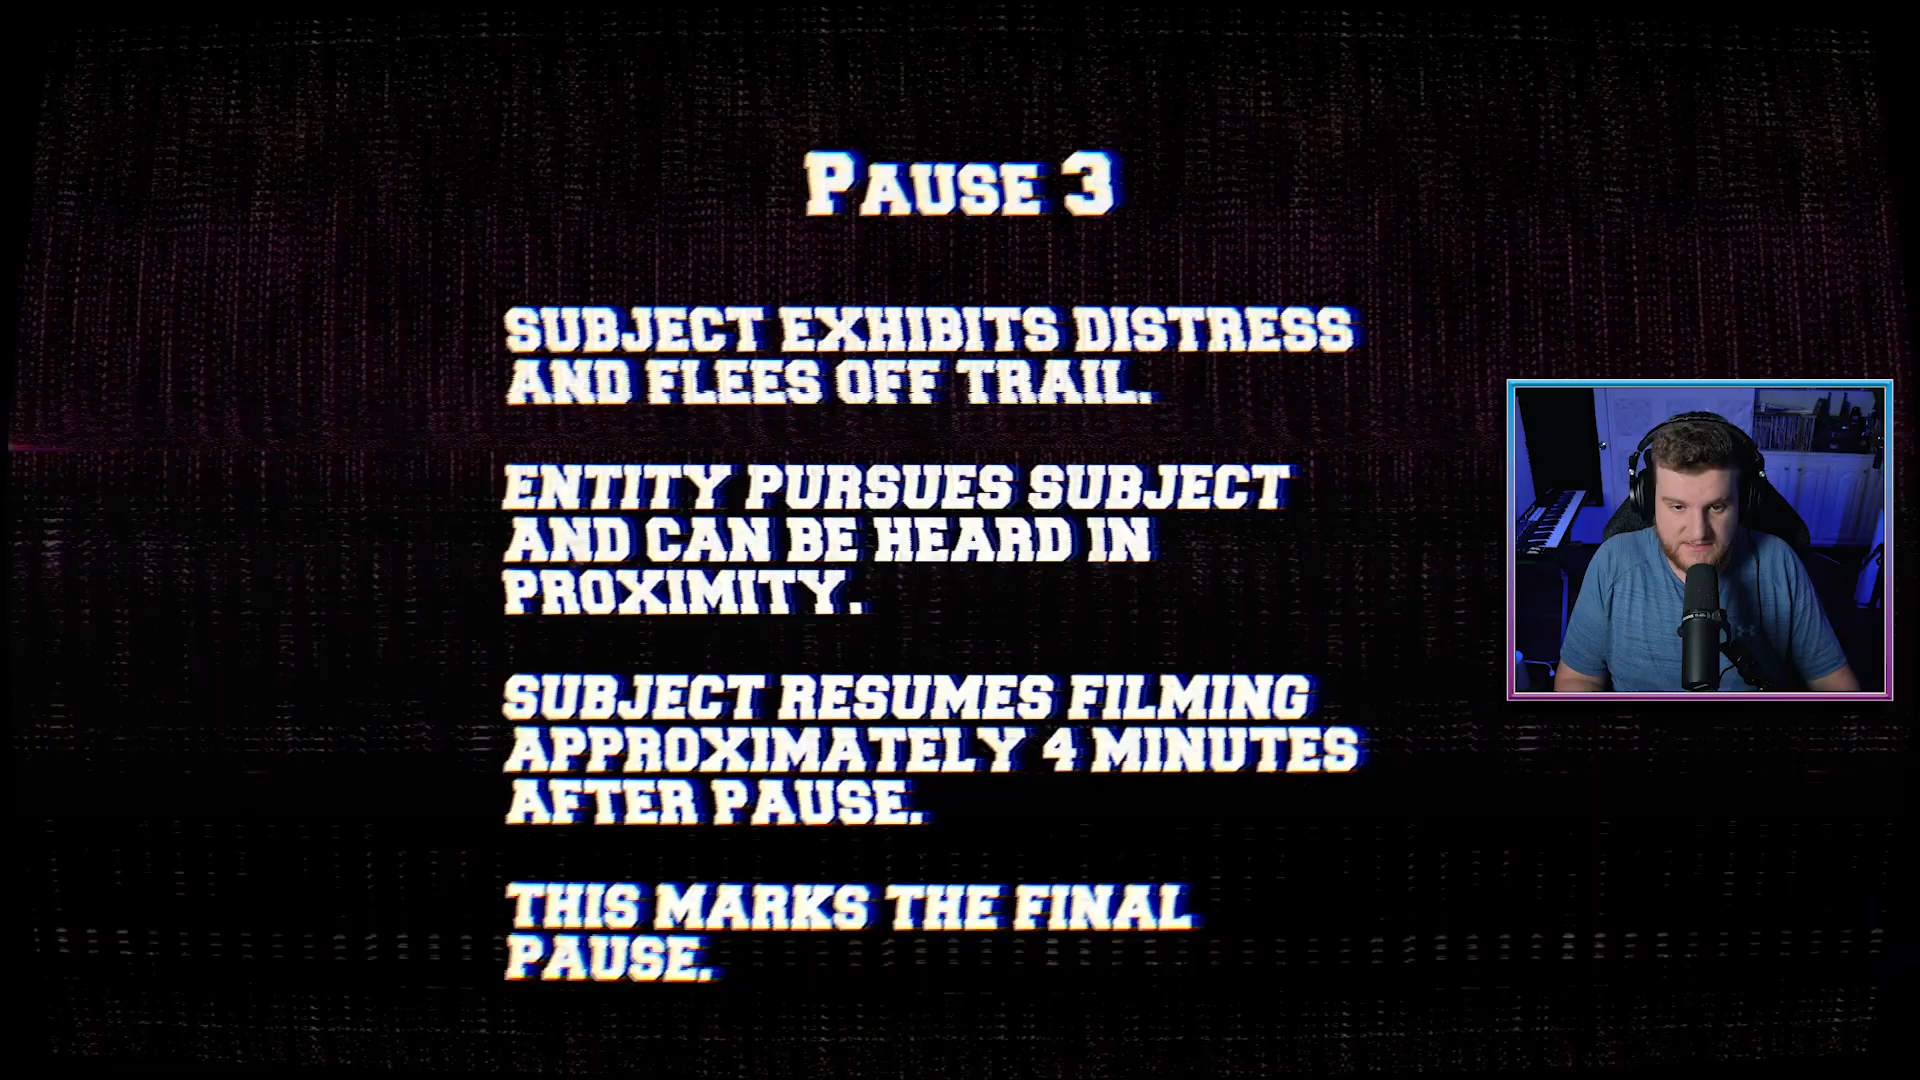 PAUSE 3
SUBJECT EXHIBITS DISTRESS
AND FLEES OFF TRAIL.
ENTITY PURSUES SUBJECT
AND CAN BE HEARD IN
PROXIMITY.
SUBJECT RESUMES FILMING
APPROXIMATELY 4 MINUTES
AFTER PAUSE.
THIS MARKS THE FINAL
PAUSE.